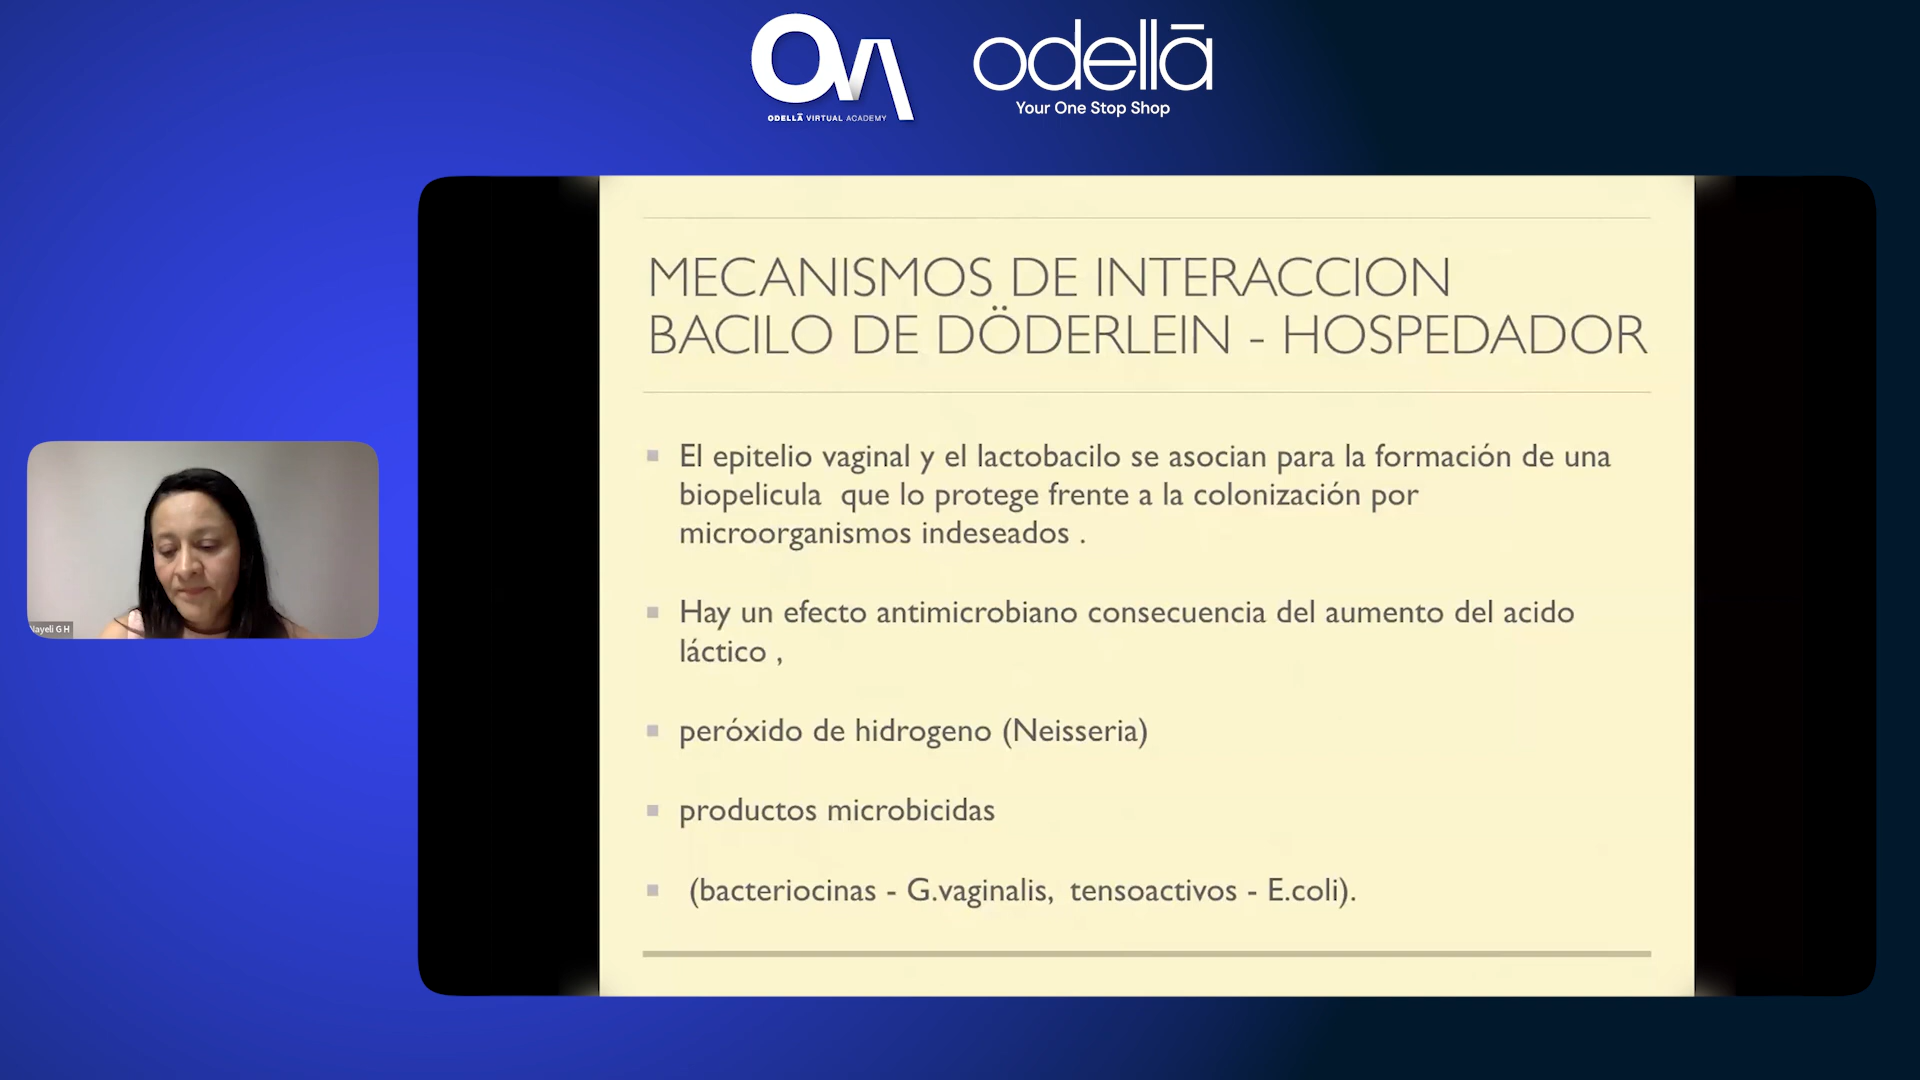 ODELLĀ VIRTUAL ACADEMY
odellā
Your One Stop Shop
MECANISMOS DE INTERACCION
BACILO DE DÖDERLEIN - HOSPEDADOR
El epitelio vaginal y el lactobacilo se asocian para la formación de una
biopelicula que lo protege frente a la colonización por
microorganismos indeseados .
Hay un efecto antimicrobiano consecuencia del aumento del acido
láctico ,
peróxido de hidrogeno (Neisseria)
productos microbicidas
(bacteriocinas - G.vaginalis, tensoactivos - E.coli).
Nayeli G H